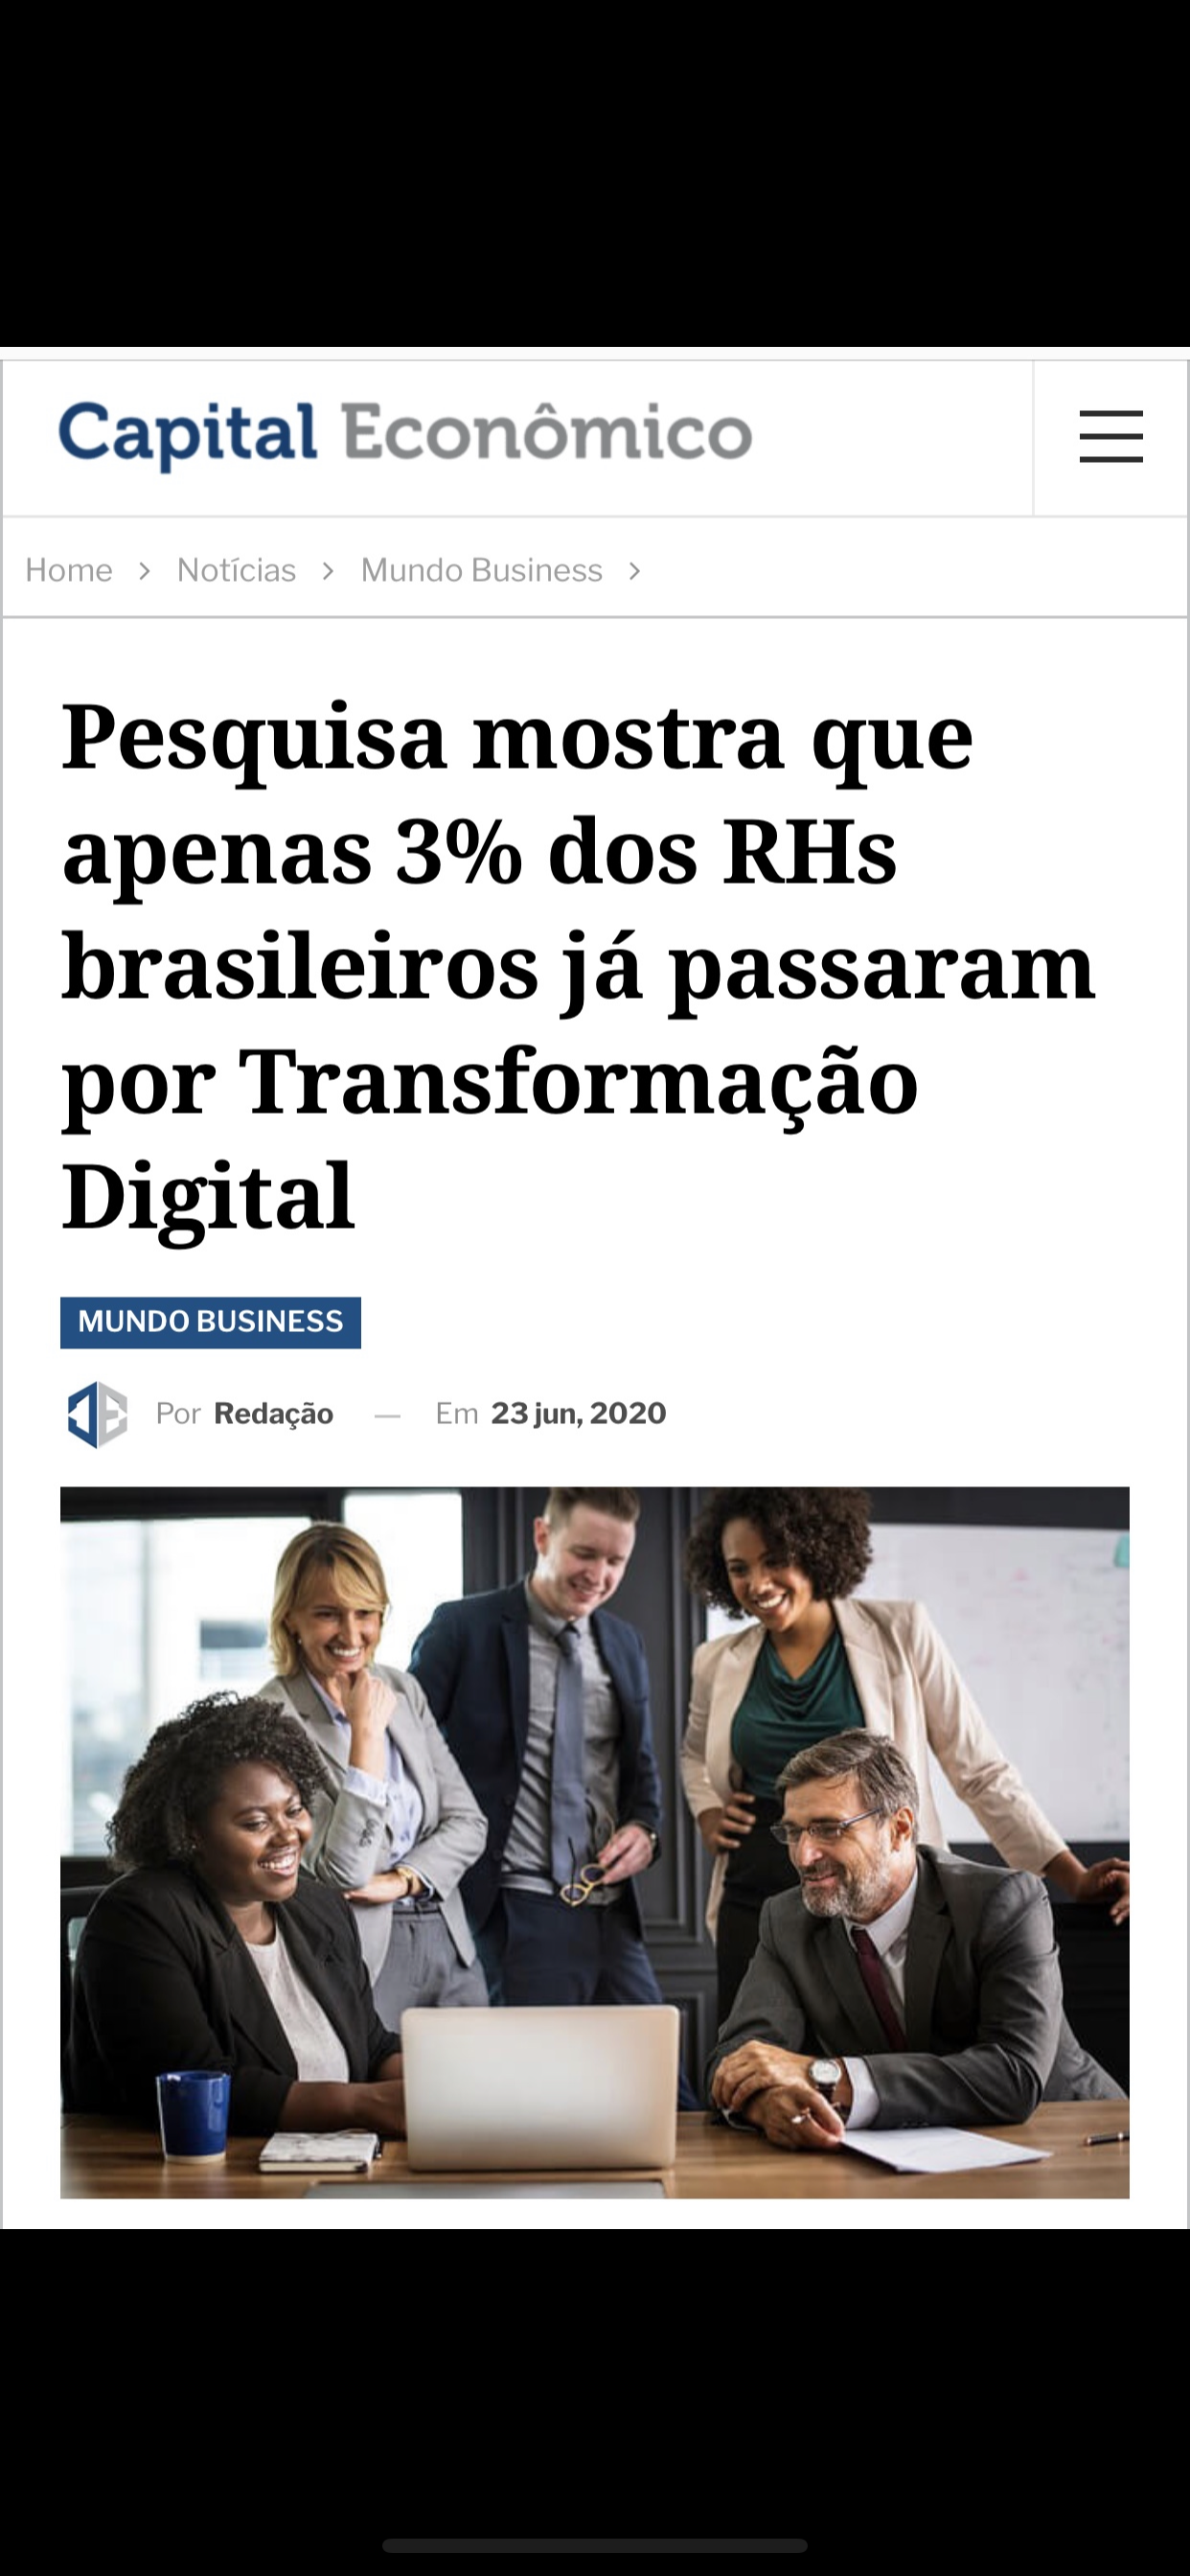 Capital Econômico
Home > Notícias > Mundo Business >
Pesquisa mostra que
apenas 3% dos RHs
brasileiros já passaram
por Transformação
Digital
MUNDO BUSINESS
Por Redação — Em 23 jun, 2020